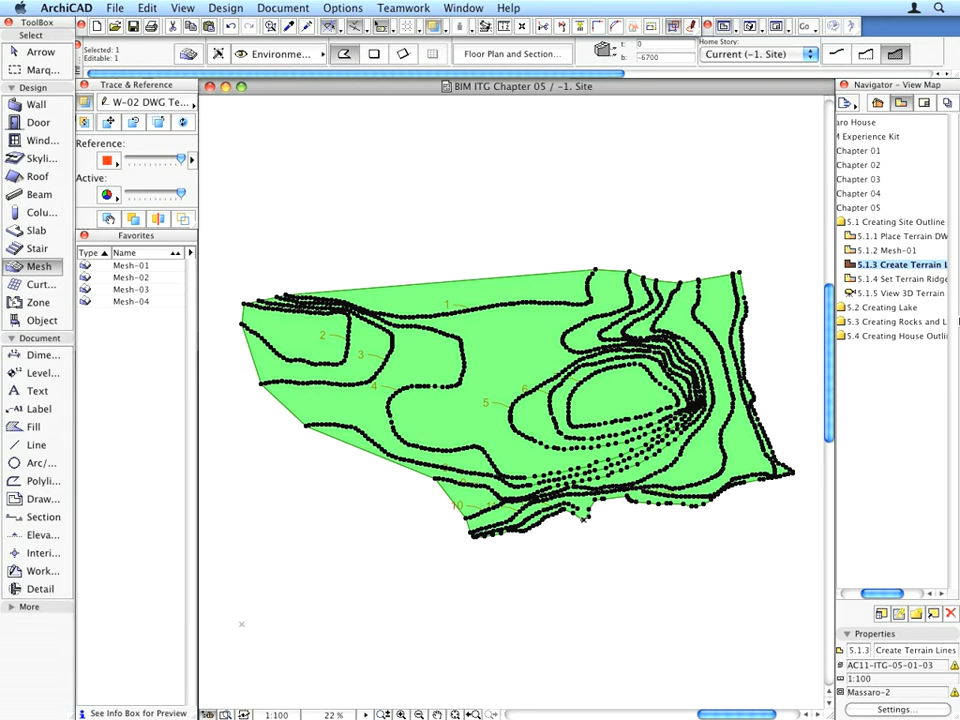 ArchiCAD File Edit View Design Document Options Teamwork Window Help
ToolBox
Select
Arrow
Marq...
Design
Wall
Door
Wind...
Skyli...
Roof
Beam
Colu...
Slab
Stair
Mesh
Curt...
Zone
Object
Document
Dime...
Level...
Text
Label
Fill
Line
Arc/...
Polyli...
Draw...
Section
Eleva...
Interi...
Work...
Detail
More
Go
Selected: 1
Editable: 1
Environme...
Floor Plan and Section...
t: 0
b: -6700
Home Story:
Current (-1. Site)
Trace & Reference
W-02 DWG Te...
Reference:
Active:
Favorites
Type Name
Mesh-01
Mesh-02
Mesh-03
Mesh-04
See Info Box for Preview
BIM ITG Chapter 05 / -1. Site
1
2
3
4
5
6
10
1:100
22 %
Navigator - View Map
aro House
M Experience Kit
Chapter 01
Chapter 02
Chapter 03
Chapter 04
Chapter 05
5.1 Creating Site Outline
5.1.1 Place Terrain DW
5.1.2 Mesh-01
5.1.3 Create Terrain L
5.1.4 Set Terrain Ridge
5.1.5 View 3D Terrain
5.2 Creating Lake
5.3 Creating Rocks and L
5.4 Creating House Outli
Properties
5.1.3 Create Terrain Lines
AC11-ITG-05-01-03
1:100
Massaro-2
Settings...